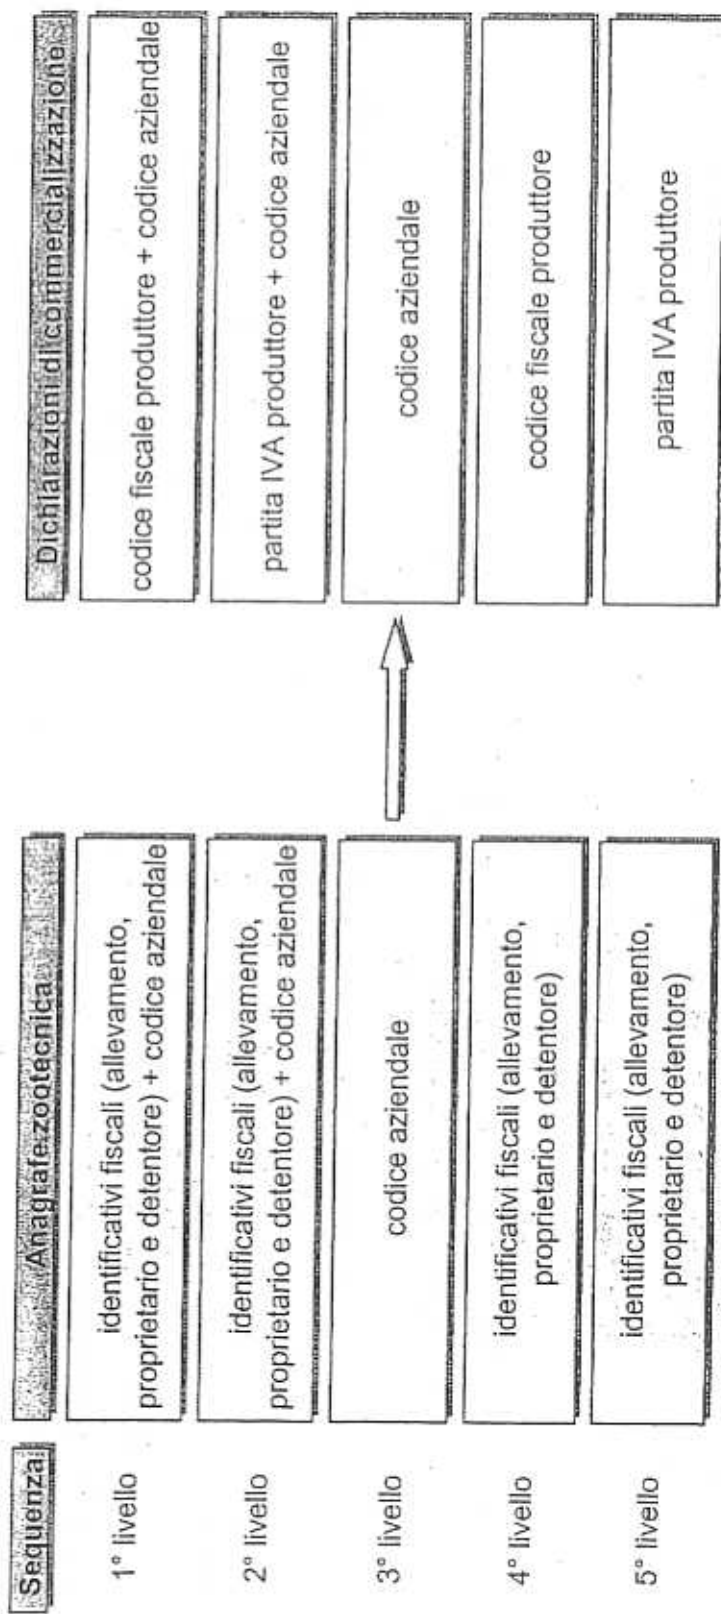 Sequenza
Anagrafe zootecnica
Dichiarazioni di commercializzazione
1° livello
identificativi fiscali (allevamento,
proprietario e detentore) + codice aziendale
codice fiscale produttore + codice aziendale
2° livello
identificativi fiscali (allevamento,
proprietario e detentore) + codice aziendale
partita IVA produttore + codice aziendale
3° livello
codice aziendale
codice aziendale
4° livello
identificativi fiscali (allevamento,
proprietario e detentore)
codice fiscale produttore
5° livello
identificativi fiscali (allevamento,
proprietario e detentore)
partita IVA produttore